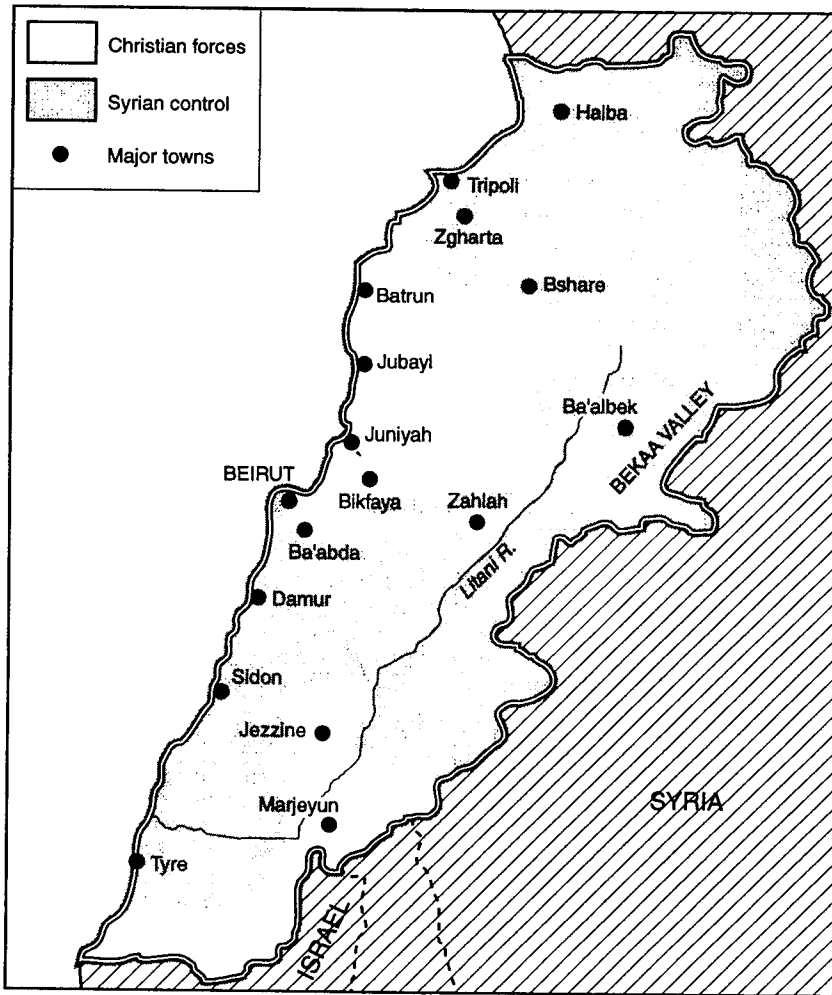 Christian forces
Syrian control
Major towns
Halba
Tripoli
Zgharta
Bshare
Batrun
Jubayl
Ba'albek
BEKAA VALLEY
Juniyah
BEIRUT
Bikfaya
Zahlah
Ba'abda
Litani R.
Damur
Sidon
Jezzine
SYRIA
Marjeyun
Tyre
ISRAEL